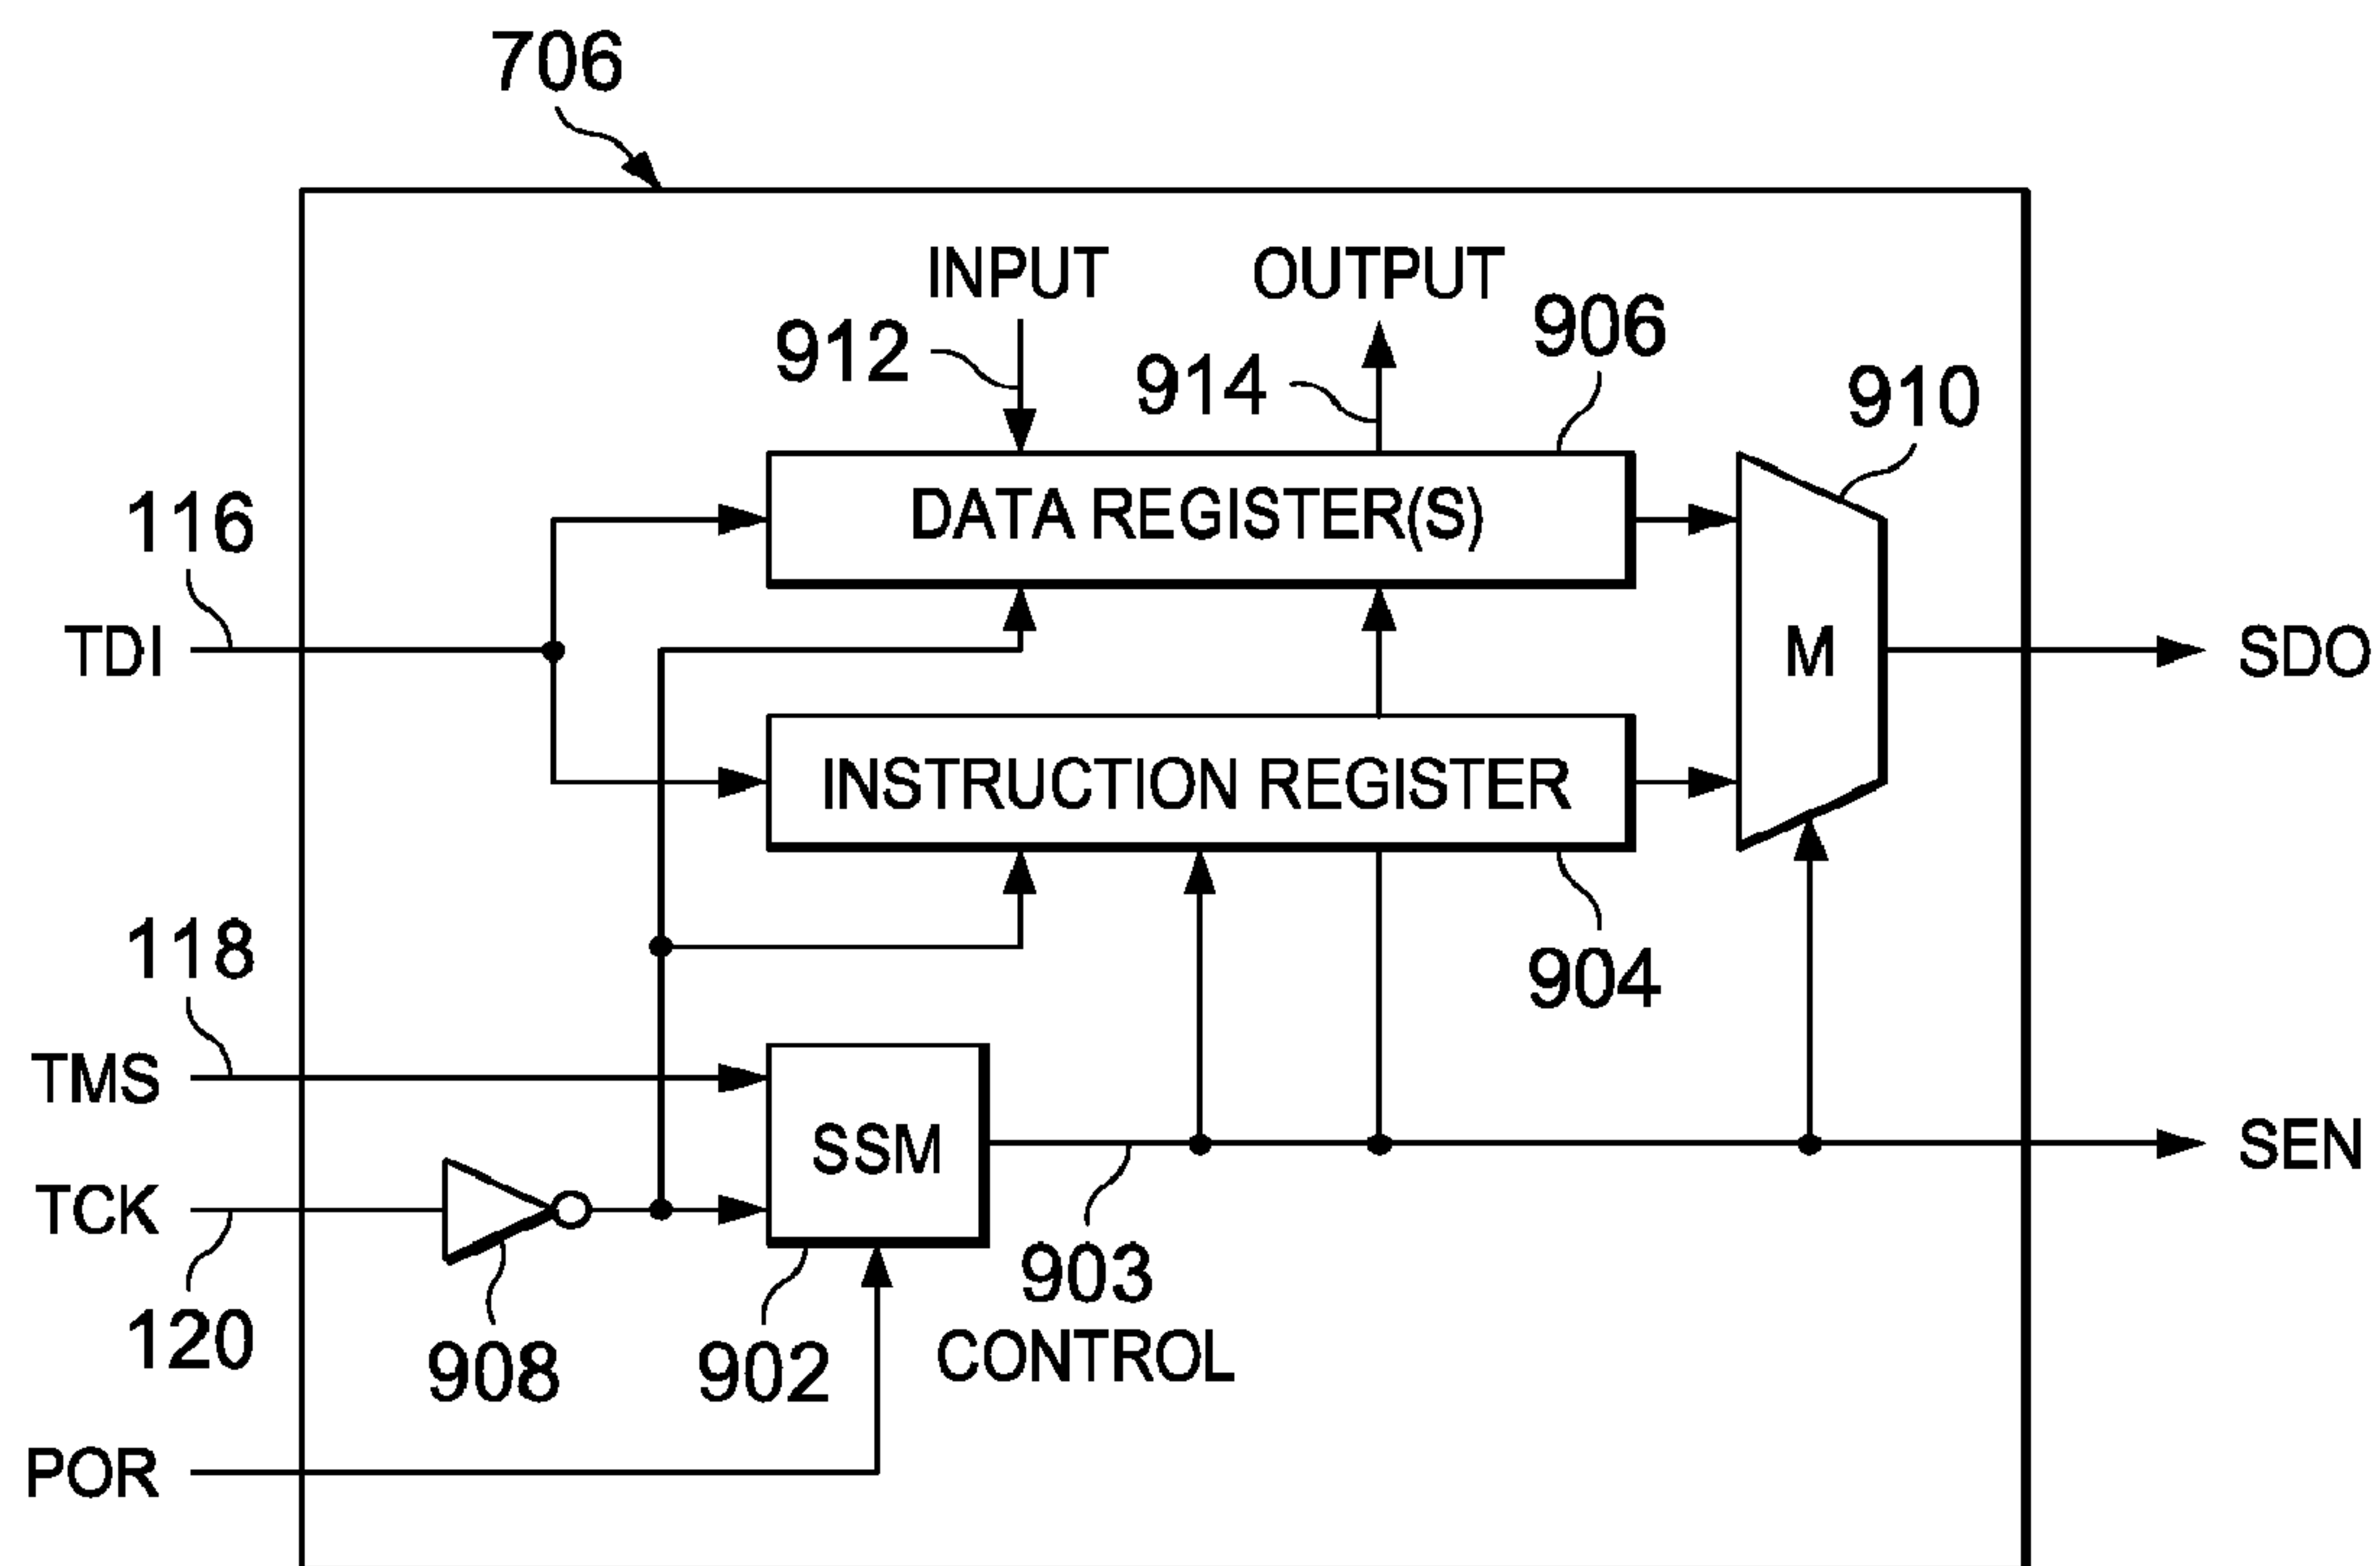 706
INPUT
OUTPUT
912
914
906
910
116
DATA REGISTER(S)
TDI
M
SDO
INSTRUCTION REGISTER
118
904
TMS
SSM
SEN
TCK
120
908
902
903
CONTROL
POR